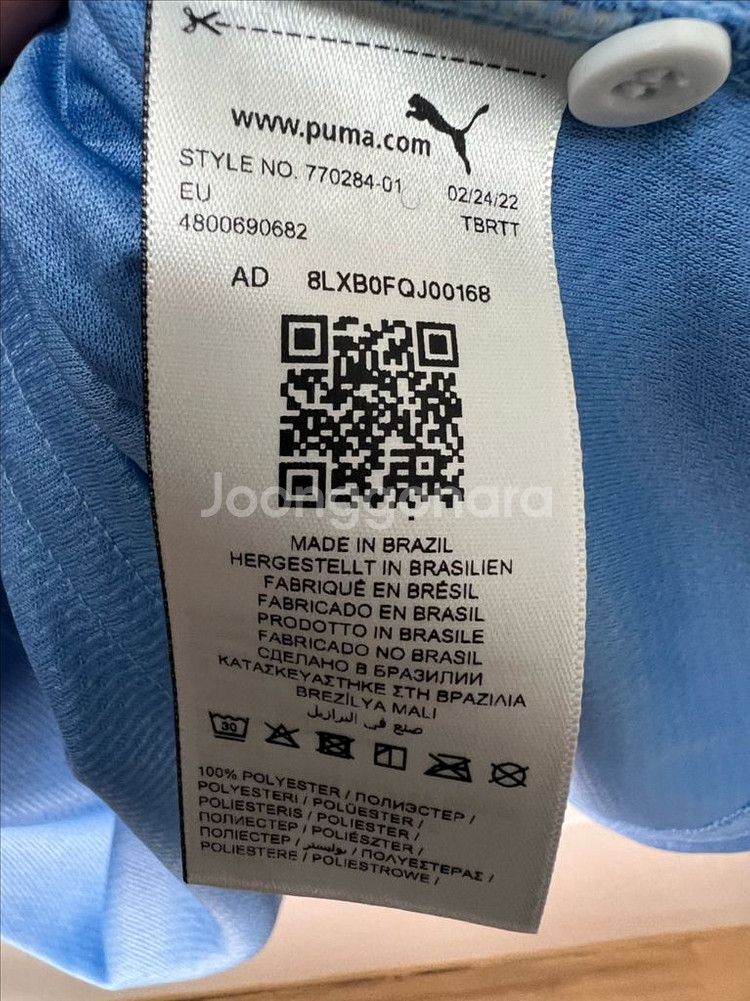 www.puma.com
STYLE NO. 770284-01 02/24/22
EU TBRTT
4800690682
AD 8LXB0FQJ00168
Joonggonara
MADE IN BRAZIL
HERGESTELLT IN BRASILIEN
FABRIQUÉ EN BRÉSIL
FABRICADO EN BRASIL
PRODOTTO IN BRASILE
FABRICADO NO BRASIL
СДЕЛАНО В БРАЗИЛИИ
ΚΑΤΑΣΚΕΥΑΣΤΗΚΕ ΣΤΗ ΒΡΑΖΙΛΙΑ
BREZİLYA MALI
صنع في البرازيل
30
100% POLYESTER / ПОЛИЭСТЕР /
POLYESTERI / POLÜESTER /
POLIESTERIS / POLIESTER /
ПОЛИЕСТЕР / POLIÉSZTER /
ПОЛІЕСТЕР / بوليستر / ΠΟΛΥΕΣΤΕΡΑΣ /
POLIESTERE / POLIESTROWE /